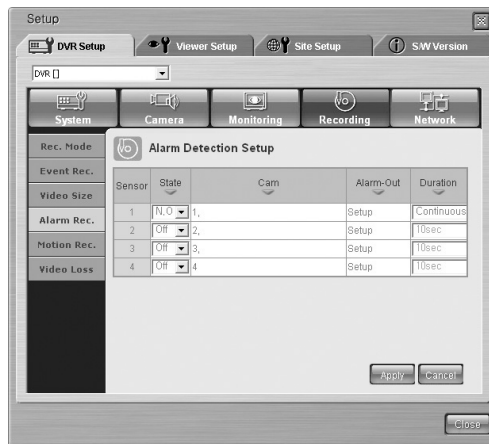 Setup
DVR Setup Viewer Setup Site Setup S/W Version
DVR []
System Camera Monitoring Recording Network
Rec. Mode
Event Rec.
Video Size
Alarm Rec.
Motion Rec.
Video Loss
Alarm Detection Setup
Sensor State Cam Alarm-Out Duration
1 N,O 1, Setup Continuous
2 Off 2, Setup 10sec
3 Off 3, Setup 10sec
4 Off 4 Setup 10sec
Apply Cancel
Close